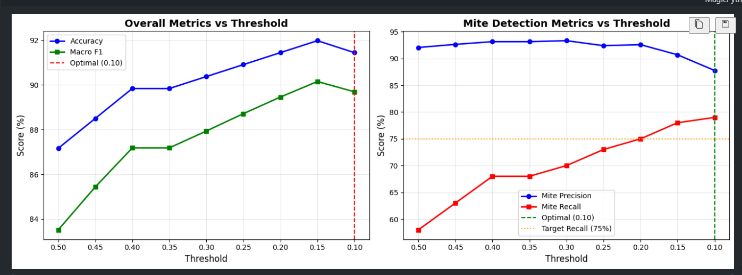 Overall Metrics vs Threshold
Score (%)
92
90
88
86
84
Accuracy
Macro F1
Optimal (0.10)
0.50 0.45 0.40 0.35 0.30 0.25 0.20 0.15 0.10
Threshold
Mite Detection Metrics vs Threshold
Score (%)
95
90
85
80
75
70
65
60
Mite Precision
Mite Recall
Optimal (0.10)
Target Recall (75%)
0.50 0.45 0.40 0.35 0.30 0.25 0.20 0.15 0.10
Threshold